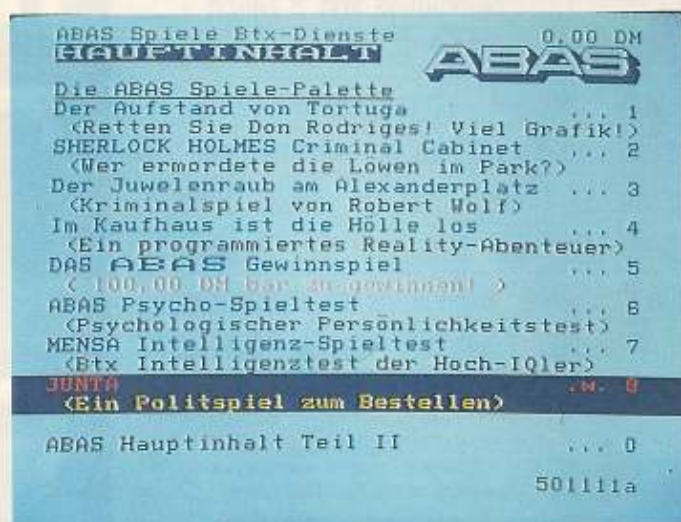 ABAS Spiele Btx-Dienste 0,00 DM
HAUPTINHALT ABAS
Die ABAS Spiele-Palette
Der Aufstand von Tortuga ... 1
(Retten Sie Don Rodriges! Viel Grafik!)
SHERLOCK HOLMES Criminal Cabinet ... 2
(Wer ermordete die Löwen im Park?)
Der Juwelenraub am Alexanderplatz ... 3
(Kriminalspiel von Robert Wolf)
Im Kaufhaus ist die Hölle los ... 4
(Ein programmiertes Reality-Abenteuer)
DAS ABAS Gewinnspiel ... 5
( 100,00 DM bar zu gewinnen! )
ABAS Psycho-Spieltest ... 6
(Psychologischer Persönlichkeitstest)
MENSA Intelligenz-Spieltest ... 7
(Btx Intelligenztest der Hoch-IQler)
JUNTA ... 8
(Ein Politspiel zum Bestellen)
ABAS Hauptinhalt Teil II ... 0
501111a